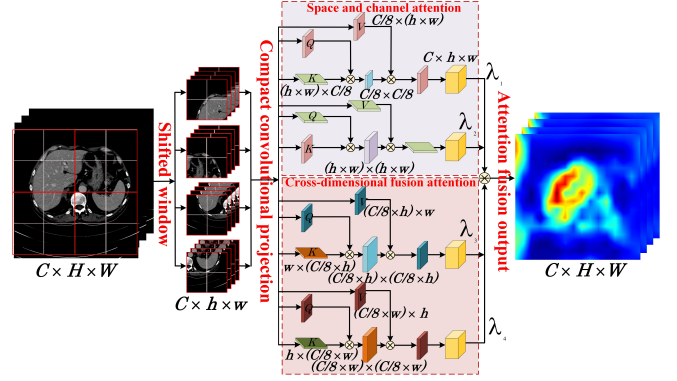 Space and channel attention
C/8×(h×w)
V
Q
C×h×w
K
(h×w)×C/8
C/8×C/8
λ
V
Q
λ2
K
(h×w)×(h×w)
Cross-dimensional fusion attention
V
(C/8×h)×w
Q
λ3
K
w×(C/8×h)
(C/8×h)×(C/8×h)
V
(C/8×w)×h
Q
λ4
K
h×(C/8×w)
(C/8×w)×(C/8×w)
Shifted window
Compact convolutional projection
Attention fusion output
C×H×W
C×h×w
C×H×W